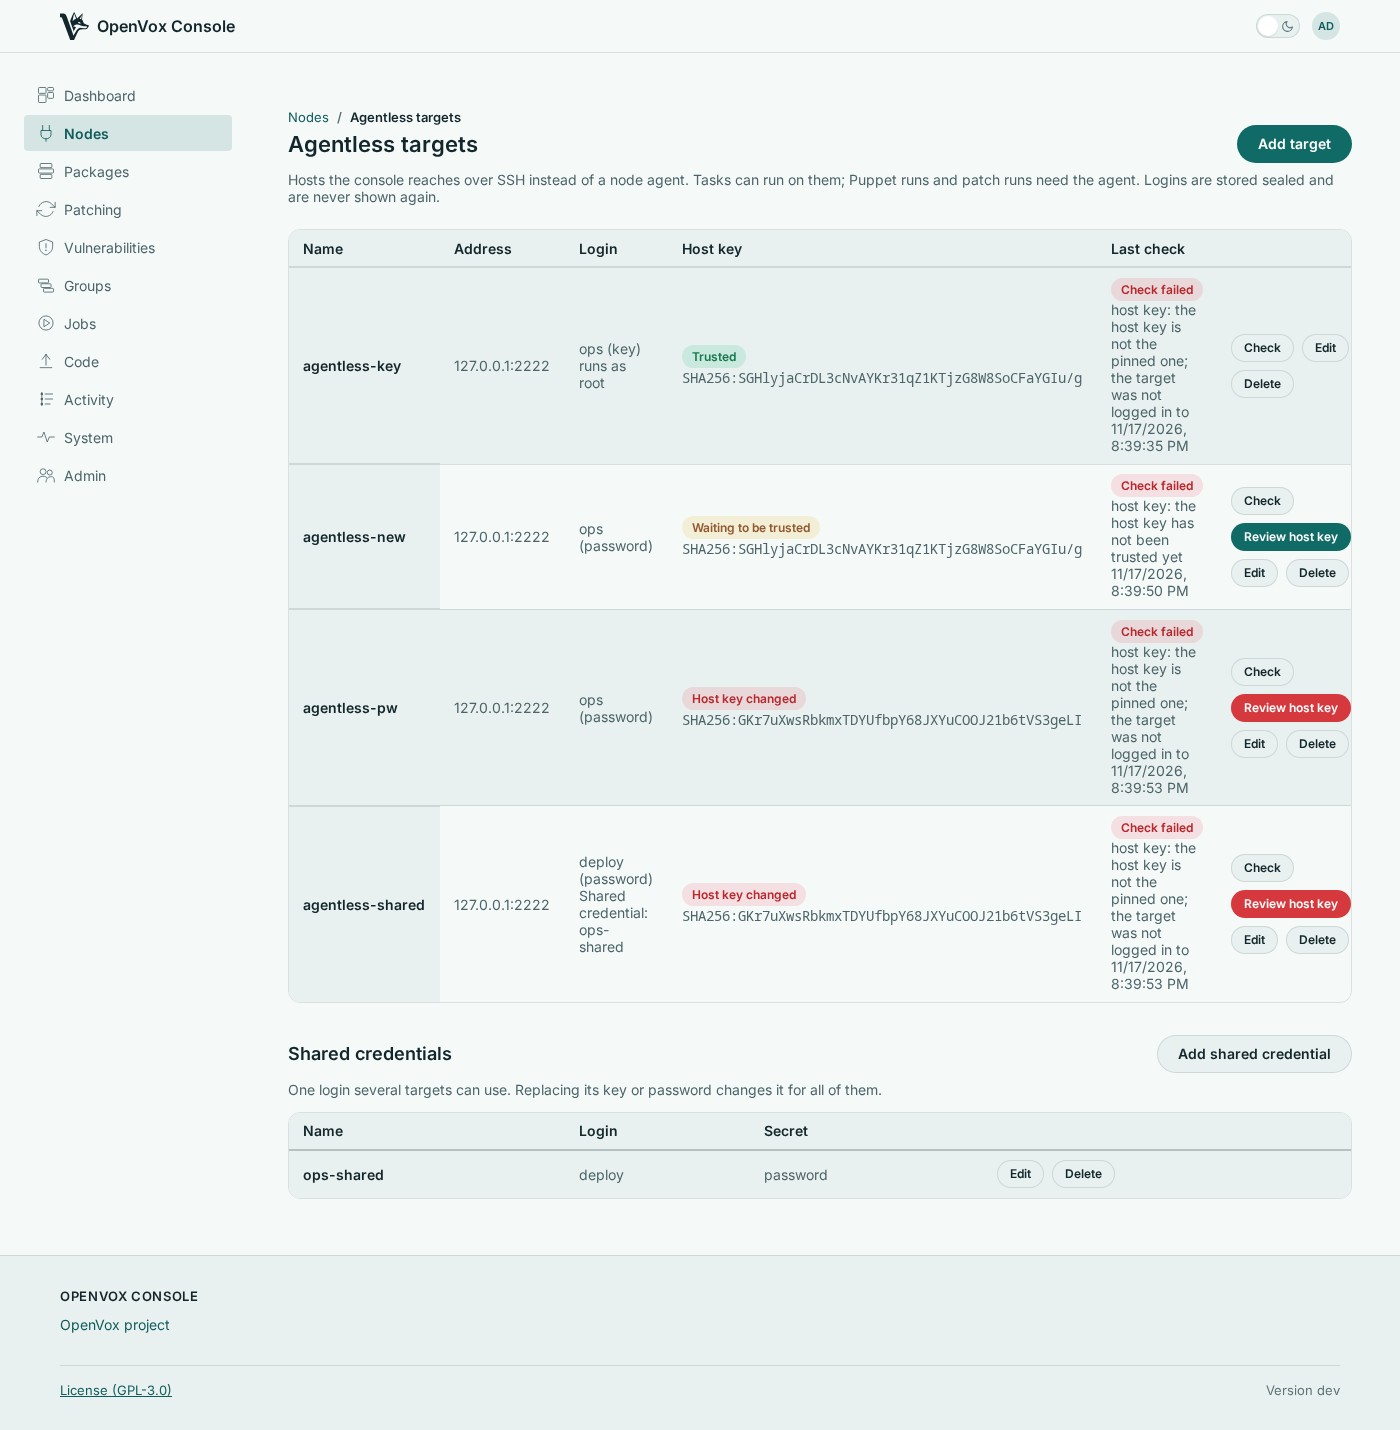 OpenVox Console
AD
Dashboard
Nodes
Packages
Patching
Vulnerabilities
Groups
Jobs
Code
Activity
System
Admin
Nodes / Agentless targets
Agentless targets
Add target
Hosts the console reaches over SSH instead of a node agent. Tasks can run on them; Puppet runs and patch runs need the agent. Logins are stored sealed and
are never shown again.
Name Address Login Host key Last check
agentless-key
127.0.0.1:2222
ops (key)
runs as
root
Trusted
SHA256:SGHlyjaCrDL3cNvAYKr31qZ1KTjzG8W8SoCFaYGIu/g
Check failed
host key: the
host key is
not the
pinned one;
the target
was not
logged in to
11/17/2026,
8:39:35 PM
Check Edit
Delete
agentless-new
127.0.0.1:2222
ops
(password)
Waiting to be trusted
SHA256:SGHlyjaCrDL3cNvAYKr31qZ1KTjzG8W8SoCFaYGIu/g
Check failed
host key: the
host key has
not been
trusted yet
11/17/2026,
8:39:50 PM
Check
Review host key
Edit Delete
agentless-pw
127.0.0.1:2222
ops
(password)
Host key changed
SHA256:GKr7uXwsRbkmxTDYUfbpY68JXYuCOOJ21b6tVS3geLI
Check failed
host key: the
host key is
not the
pinned one;
the target
was not
logged in to
11/17/2026,
8:39:53 PM
Check
Review host key
Edit Delete
agentless-shared
127.0.0.1:2222
deploy
(password)
Shared
credential:
ops-
shared
Host key changed
SHA256:GKr7uXwsRbkmxTDYUfbpY68JXYuCOOJ21b6tVS3geLI
Check failed
host key: the
host key is
not the
pinned one;
the target
was not
logged in to
11/17/2026,
8:39:53 PM
Check
Review host key
Edit Delete
Shared credentials
Add shared credential
One login several targets can use. Replacing its key or password changes it for all of them.
Name Login Secret
ops-shared deploy password Edit Delete
OPENVOX CONSOLE
OpenVox project
License (GPL-3.0)
Version dev